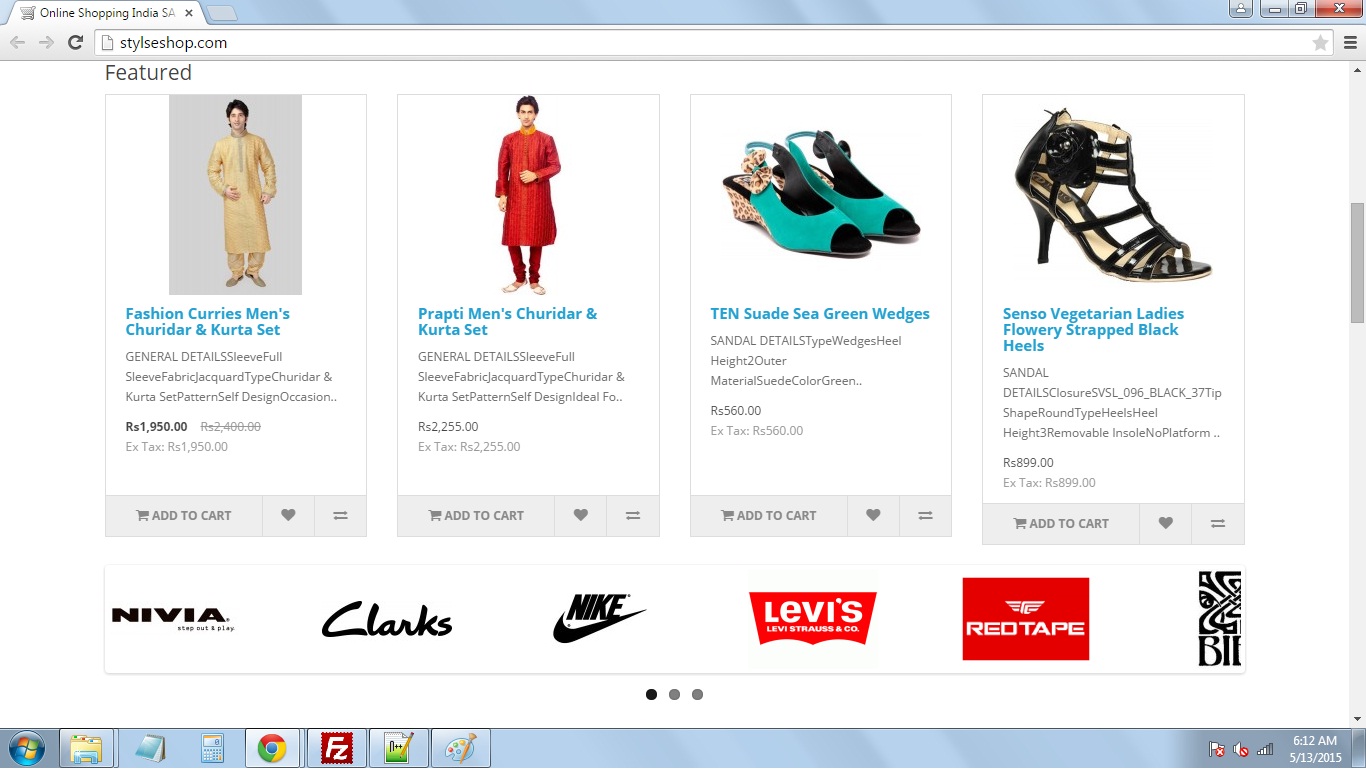 Online Shopping India SA
stylseshop.com
Featured
Fashion Curries Men's
Churidar & Kurta Set
GENERAL DETAILSSleeveFull
SleeveFabricJacquardTypeChuridar &
Kurta SetPatternSelf DesignOccasion..
Rs1,950.00 Rs2,400.00
Ex Tax: Rs1,950.00
ADD TO CART
Prapti Men's Churidar &
Kurta Set
GENERAL DETAILSSleeveFull
SleeveFabricJacquardTypeChuridar &
Kurta SetPatternSelf DesignIdeal Fo..
Rs2,255.00
Ex Tax: Rs2,255.00
ADD TO CART
TEN Suade Sea Green Wedges
SANDAL DETAILSTypeWedgesHeel
Height2Outer
MaterialSuedeColorGreen..
Rs560.00
Ex Tax: Rs560.00
ADD TO CART
Senso Vegetarian Ladies
Flowery Strapped Black
Heels
SANDAL
DETAILSClosureSVSL_096_BLACK_37Tip
ShapeRoundTypeHeelsHeel
Height3Removable InsoleNoPlatform ..
Rs899.00
Ex Tax: Rs899.00
ADD TO CART
NIVIA
step out & play.
Clarks
NIKE
LEVI'S
LEVI STRAUSS & CO.
REDTAPE
Fz
6:12 AM
5/13/2015